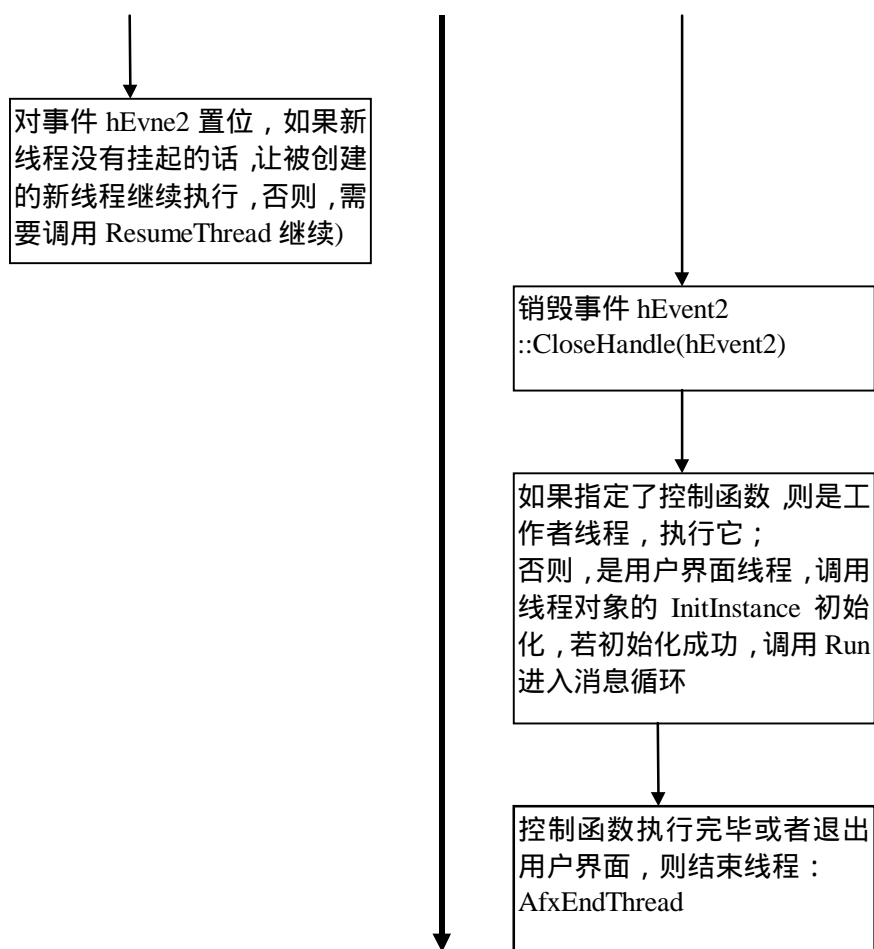 对事件 hEvne2 置位，如果新
线程没有挂起的话，让被创建
的新线程继续执行，否则，需
要调用 ResumeThread 继续)
销毁事件 hEvent2
::CloseHandle(hEvent2)
如果指定了控制函数，则是工
作者线程，执行它；
否则，是用户界面线程，调用
线程对象的 InitInstance 初始
化，若初始化成功，调用 Run
进入消息循环
控制函数执行完毕或者退出
用户界面，则结束线程：
AfxEndThread